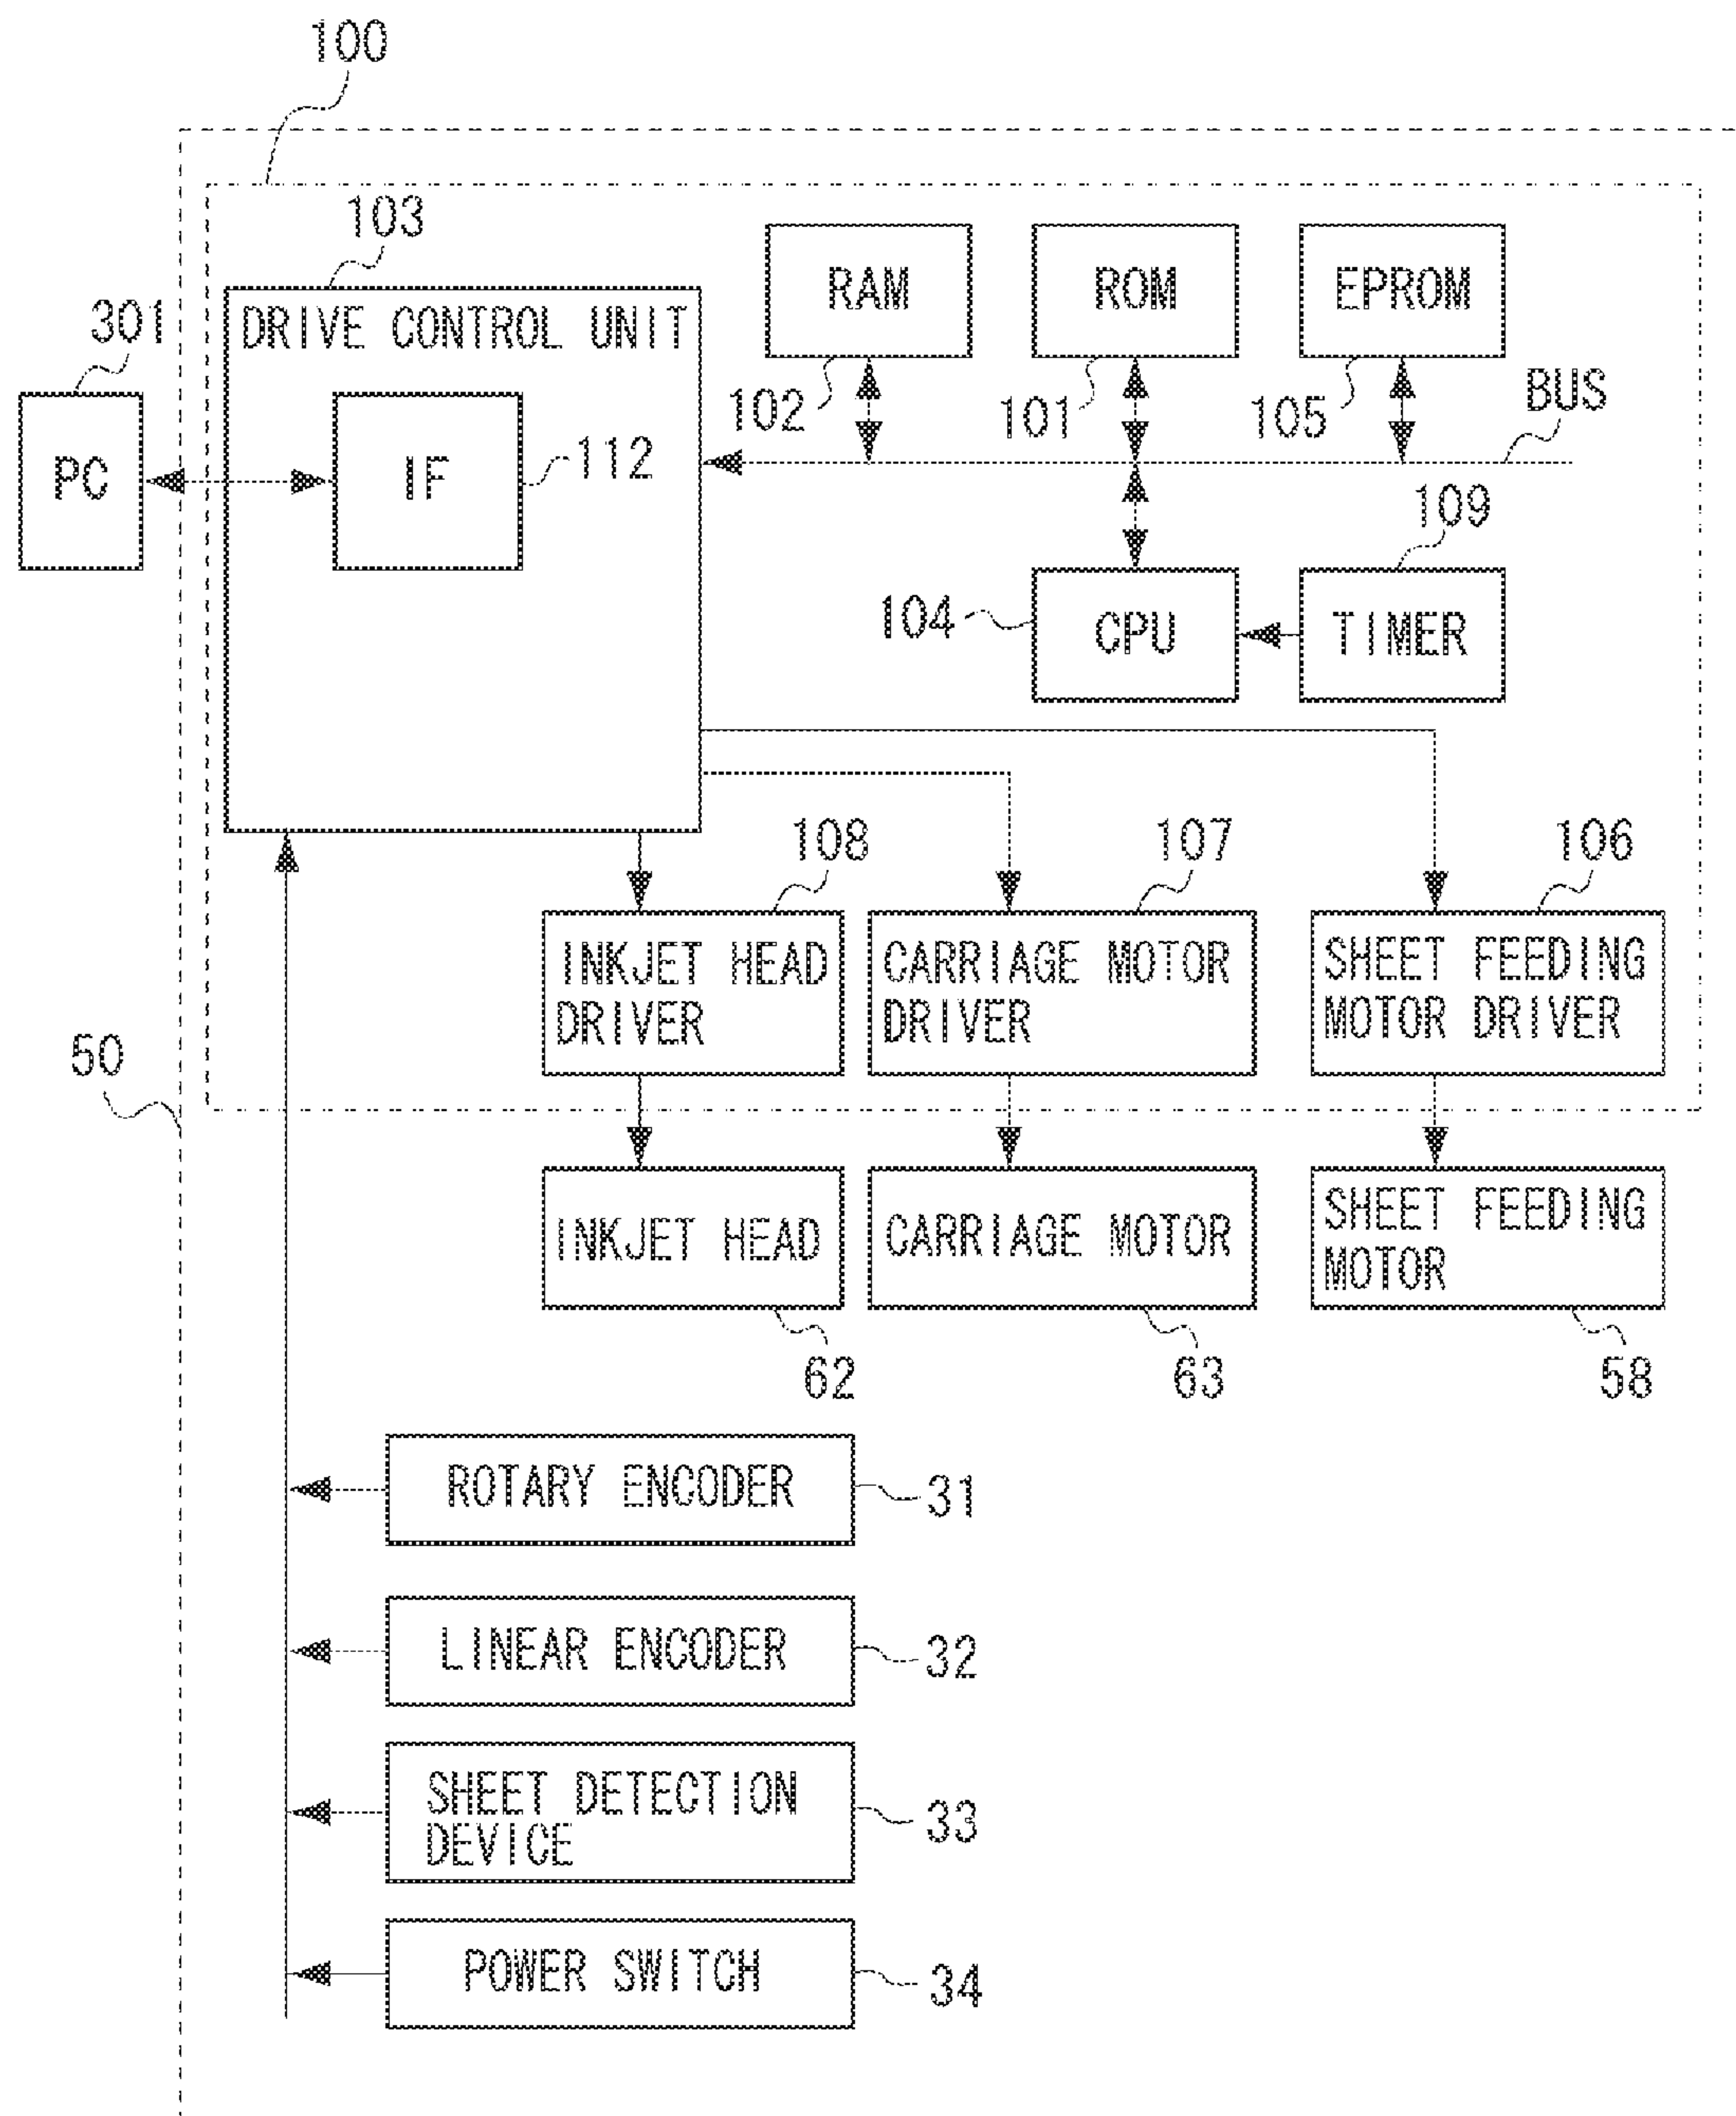 100
103
DRIVE CONTROL UNIT
RAM
ROM
EPROM
301
102
101
105
BUS
PC
IF
112
109
104
CPU
TIMER
108
107
106
INKJET HEAD
DRIVER
CARRIAGE MOTOR
DRIVER
SHEET FEEDING
MOTOR DRIVER
50
INKJET HEAD
CARRIAGE MOTOR
SHEET FEEDING
MOTOR
62
63
58
ROTARY ENCODER
31
LINEAR ENCODER
32
SHEET DETECTION
DEVICE
33
POWER SWITCH
34